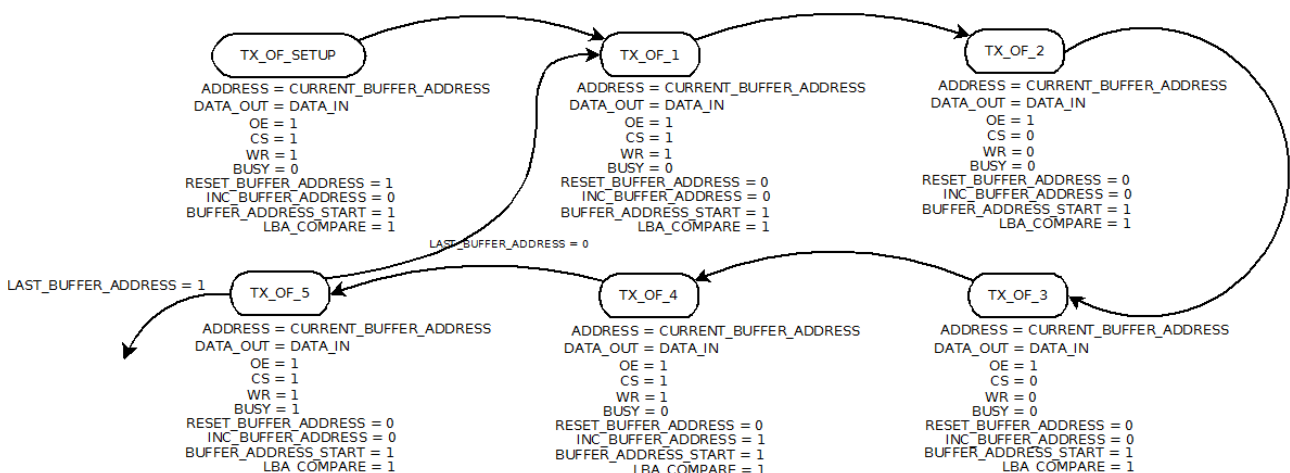 TX_OF_SETUP
ADDRESS = CURRENT_BUFFER_ADDRESS
DATA_OUT = DATA_IN
OE = 1
CS = 1
WR = 1
BUSY = 0
RESET_BUFFER_ADDRESS = 1
INC_BUFFER_ADDRESS = 0
BUFFER_ADDRESS_START = 1
LBA_COMPARE = 1
TX_OF_1
ADDRESS = CURRENT_BUFFER_ADDRESS
DATA_OUT = DATA_IN
OE = 1
CS = 1
WR = 1
BUSY = 0
RESET_BUFFER_ADDRESS = 0
INC_BUFFER_ADDRESS = 0
BUFFER_ADDRESS_START = 1
LBA_COMPARE = 1
TX_OF_2
ADDRESS = CURRENT_BUFFER_ADDRESS
DATA_OUT = DATA_IN
OE = 1
CS = 0
WR = 0
BUSY = 0
RESET_BUFFER_ADDRESS = 0
INC_BUFFER_ADDRESS = 0
BUFFER_ADDRESS_START = 1
LBA_COMPARE = 1
LAST_BUFFER_ADDRESS = 0
LAST_BUFFER_ADDRESS = 1
TX_OF_5
ADDRESS = CURRENT_BUFFER_ADDRESS
DATA_OUT = DATA_IN
OE = 1
CS = 1
WR = 1
BUSY = 1
RESET_BUFFER_ADDRESS = 0
INC_BUFFER_ADDRESS = 0
BUFFER_ADDRESS_START = 1
LBA_COMPARE = 1
TX_OF_4
ADDRESS = CURRENT_BUFFER_ADDRESS
DATA_OUT = DATA_IN
OE = 1
CS = 1
WR = 1
BUSY = 0
RESET_BUFFER_ADDRESS = 0
INC_BUFFER_ADDRESS = 1
BUFFER_ADDRESS_START = 1
LBA_COMPARE = 1
TX_OF_3
ADDRESS = CURRENT_BUFFER_ADDRESS
DATA_OUT = DATA_IN
OE = 1
CS = 0
WR = 0
BUSY = 0
RESET_BUFFER_ADDRESS = 0
INC_BUFFER_ADDRESS = 0
BUFFER_ADDRESS_START = 1
LBA_COMPARE = 1